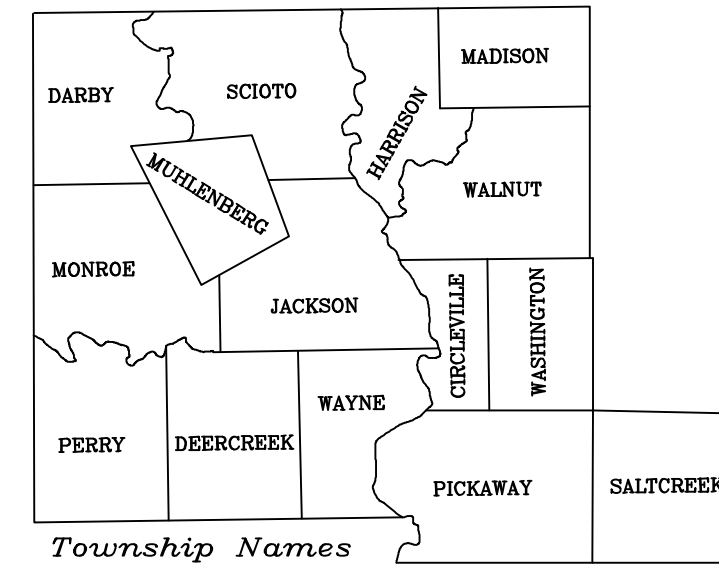 MADISON
DARBY
SCIOTO
HARRISON
MUHLENBERG
WALNUT
MONROE
JACKSON
CIRCLEVILLE
WASHINGTON
WAYNE
PERRY
DEERCREEK
PICKAWAY
SALTCREEK
Township Names